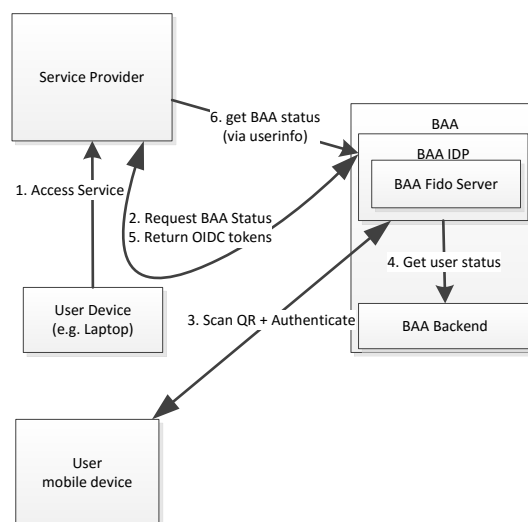 Service Provider
6. get BAA status
(via userinfo)
BAA
BAA IDP
BAA Fido Server
1. Access Service
2. Request BAA Status
5. Return OIDC tokens
4. Get user status
User Device
(e.g. Laptop)
3. Scan QR + Authenticate
BAA Backend
User
mobile device